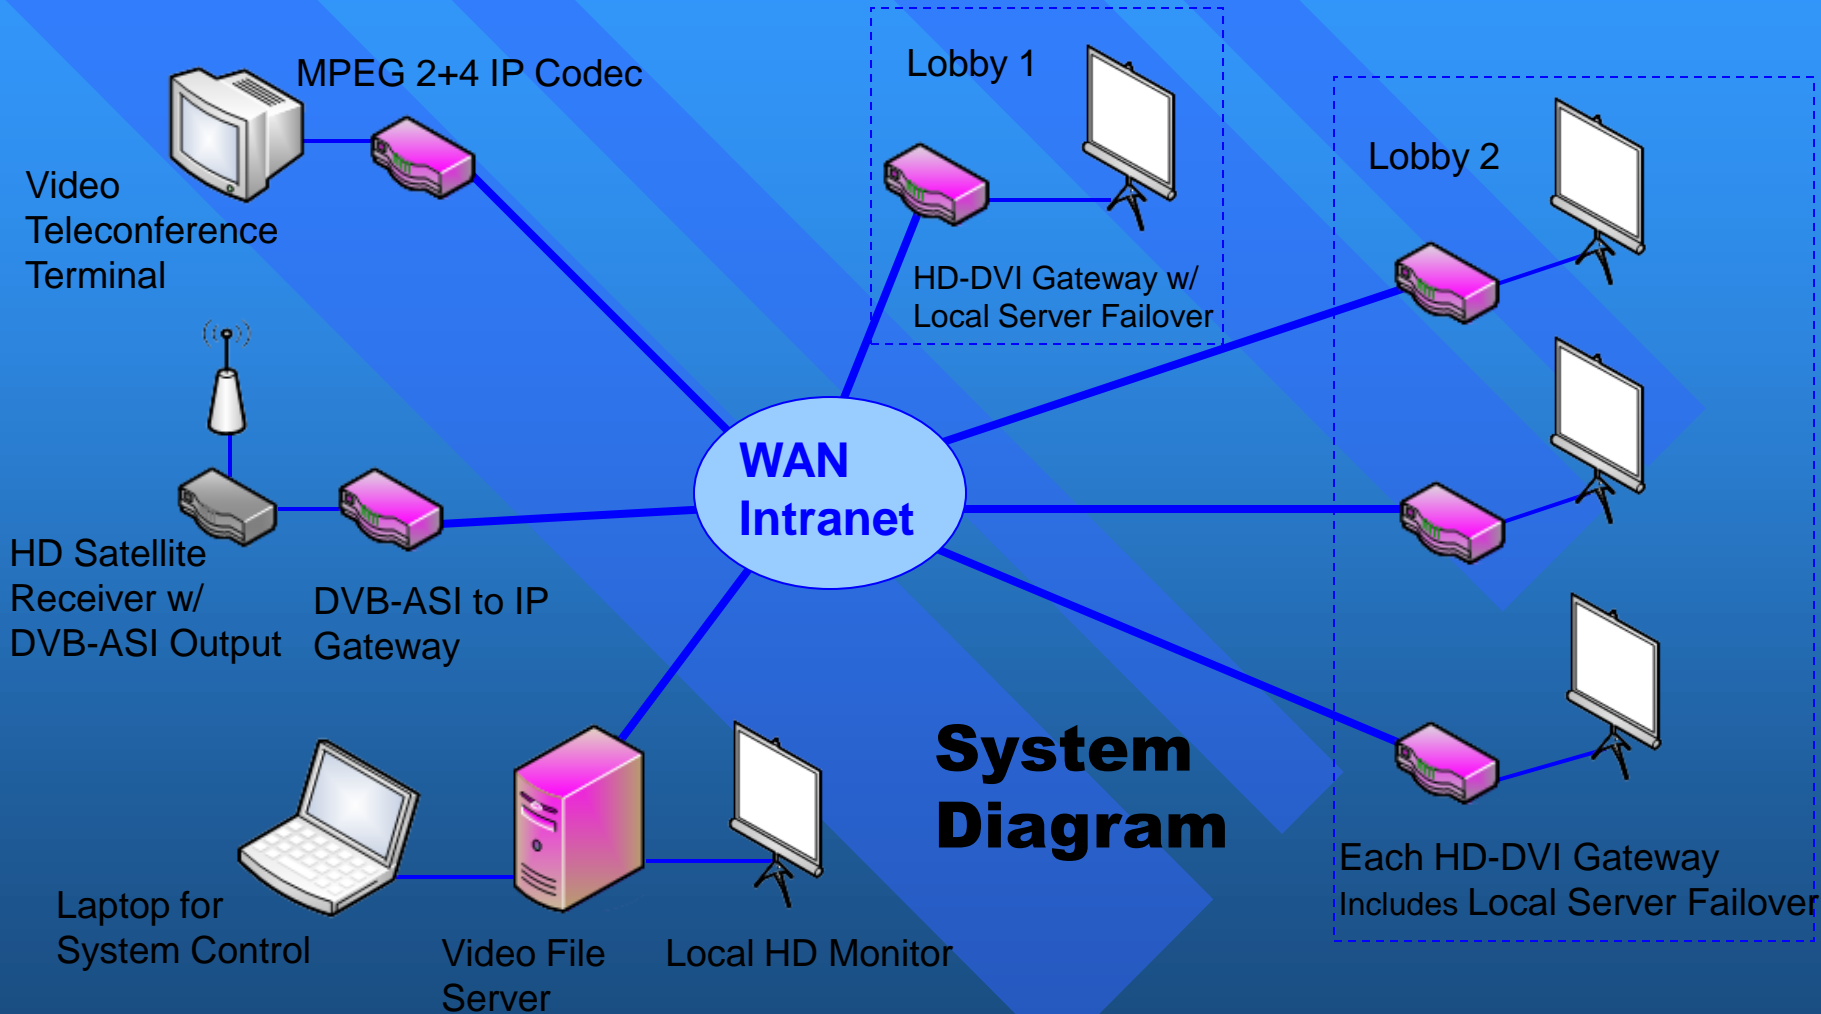 MPEG 2+4 IP Codec
Video
Teleconference
Terminal
Lobby 1
HD-DVI Gateway w/
Local Server Failover
Lobby 2
WAN
Intranet
HD Satellite
Receiver w/
DVB-ASI Output
DVB-ASI to IP
Gateway
System
Diagram
Each HD-DVI Gateway
Includes Local Server Failover
Laptop for
System Control
Video File
Server
Local HD Monitor